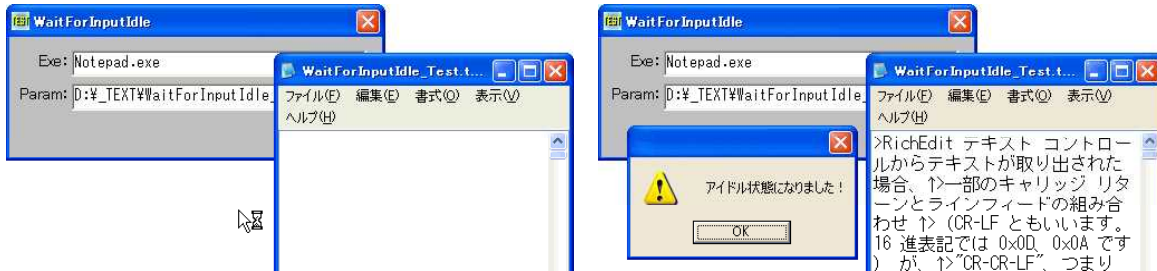 WaitForInputIdle
Exe: Notepad.exe
Param: D:¥_TEXT¥WaitForInputIdle_
WaitForInputIdle_Test.t...
ファイル(F) 編集(E) 書式(O) 表示(V)
ヘルプ(H)
WaitForInputIdle
Exe: Notepad.exe
Param: D:¥_TEXT¥WaitForInputIdle_
WaitForInputIdle_Test.t...
ファイル(F) 編集(E) 書式(O) 表示(V)
ヘルプ(H)
>RichEdit テキスト コントロー
ルからテキストが取り出された
場合、↑>一部のキャリッジ リタ
ーンとラインフィードの組み合
わせ ↑> (CR-LF ともいいます。
16 進表記では 0x0D、0x0A です
) が、↑>"CR-CR-LF"、つまり
アイドル状態になりました！
OK